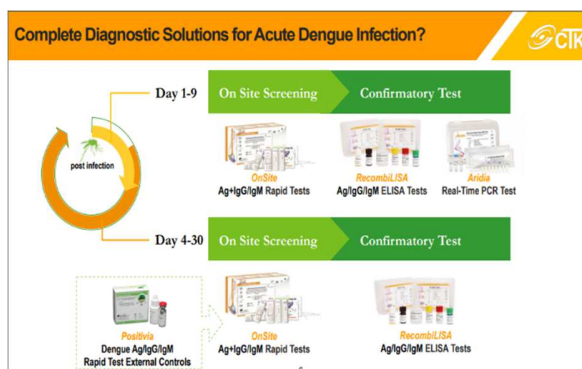 Complete Diagnostic Solutions for Acute Dengue Infection?
CTK
Day 1-9
On Site Screening
Confirmatory Test
post infection
OnSite
Ag+IgG/IgM Rapid Tests
RecombiLISA
Ag/IgG/IgM ELISA Tests
Aridia
Real-Time PCR Test
Day 4-30
On Site Screening
Confirmatory Test
Positivia
Dengue Ag/IgG/IgM
Rapid Test External Controls
OnSite
Ag+IgG/IgM Rapid Tests
RecombiLISA
Ag/IgG/IgM ELISA Tests